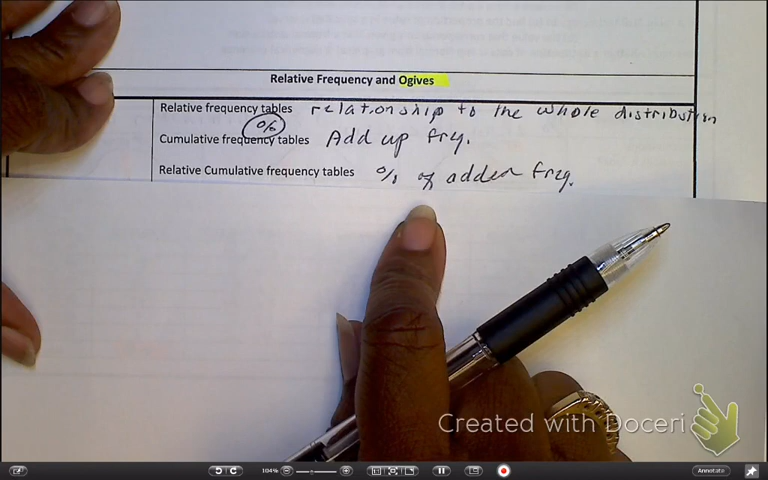 Relative Frequency and Ogives
Relative frequency tables relationship to the whole distribution
%
Cumulative frequency tables Add up frq.
Relative Cumulative frequency tables % of added freq.
Created with Doceri
104%
Annotate